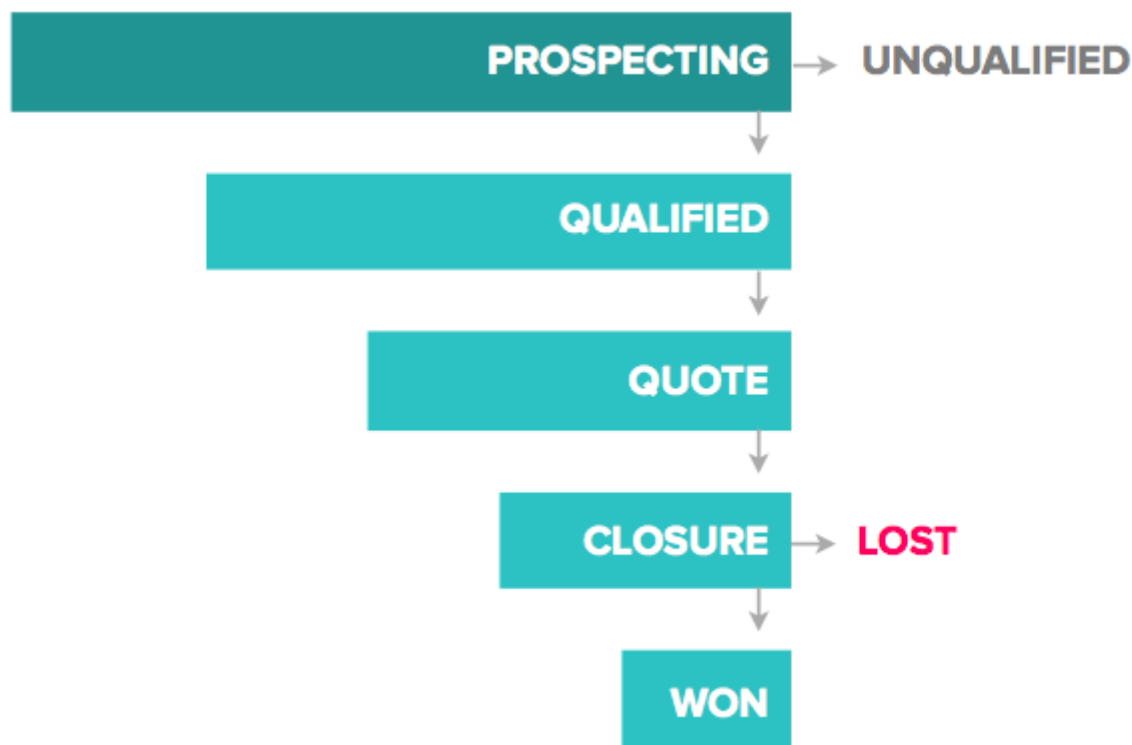 PROSPECTING
UNQUALIFIED
QUALIFIED
QUOTE
CLOSURE
LOST
WON